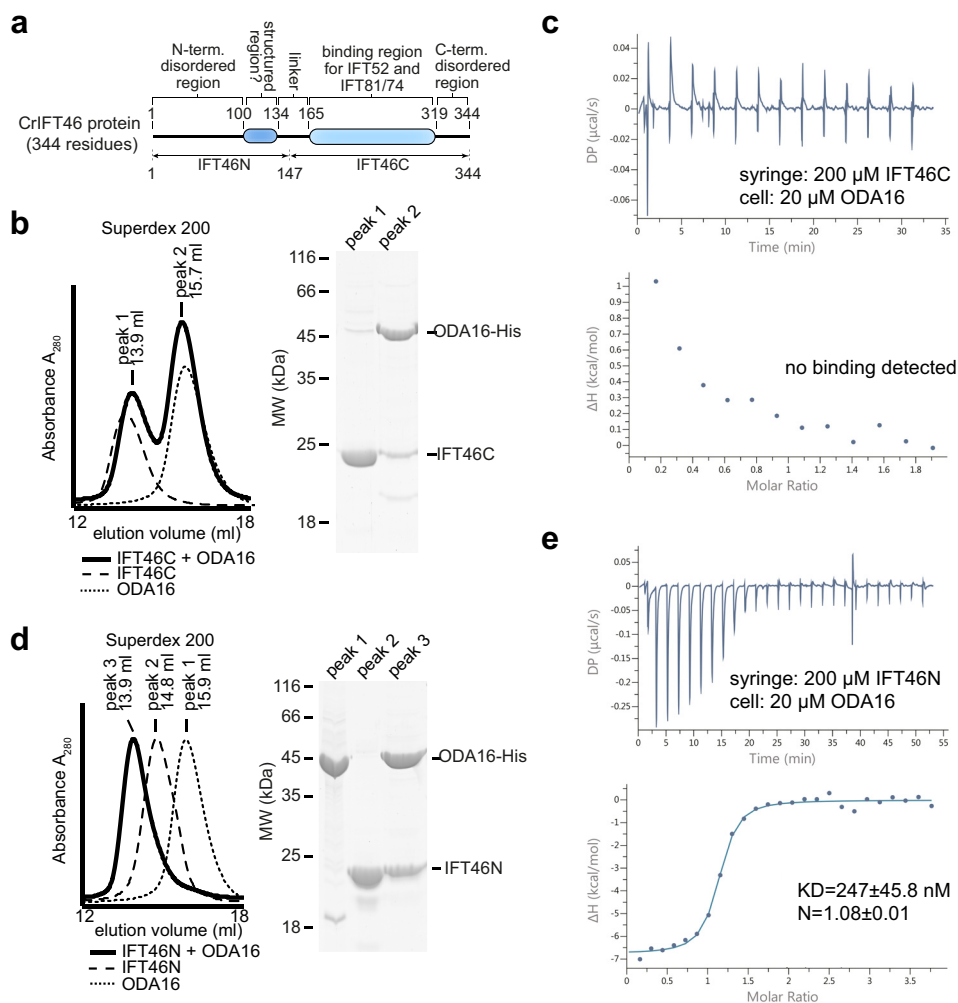 a
N-term.
disordered
region
structured
region?
linker
binding region
for IFT52 and
IFT81/74
C-term.
disordered
region
1 100 134 165 319 344
CrIFT46 protein
(344 residues)
IFT46N IFT46C
1 147 344
b
Superdex 200
peak 1
13.9 ml
peak 2
15.7 ml
Absorbance A280
12 18
elution volume (ml)
IFT46C + ODA16
IFT46C
ODA16
peak 1 peak 2
MW (kDa)
116
66
45
35
25
18
ODA16-His
IFT46C
c
0.04
0.02
0
-0.02
-0.04
-0.06
DP (µcal/s)
syringe: 200 µM IFT46C
cell: 20 µM ODA16
0 5 10 15 20 25 30 35
Time (min)
1
0.9
0.8
0.7
0.6
0.5
0.4
0.3
0.2
0.1
0
ΔH (kcal/mol)
no binding detected
0 0.2 0.4 0.6 0.8 1 1.2 1.4 1.6 1.8 2
Molar Ratio
d
Superdex 200
peak 3
13.9 ml
peak 2
14.8 ml
peak 1
15.9 ml
Absorbance A280
12 18
elution volume (ml)
IFT46N + ODA16
IFT46N
ODA16
peak 1 peak 2 peak 3
MW (kDa)
116
66
45
35
25
18
ODA16-His
IFT46N
e
0.05
0
-0.05
-0.1
-0.15
-0.2
-0.25
DP (µcal/s)
syringe: 200 µM IFT46N
cell: 20 µM ODA16
0 5 10 15 20 25 30 35 40 45 50 55
Time (min)
0
-1
-2
-3
-4
-5
-6
-7
ΔH (kcal/mol)
KD=247±45.8 nM
N=1.08±0.01
0 0.5 1 1.5 2 2.5 3 3.5
Molar Ratio